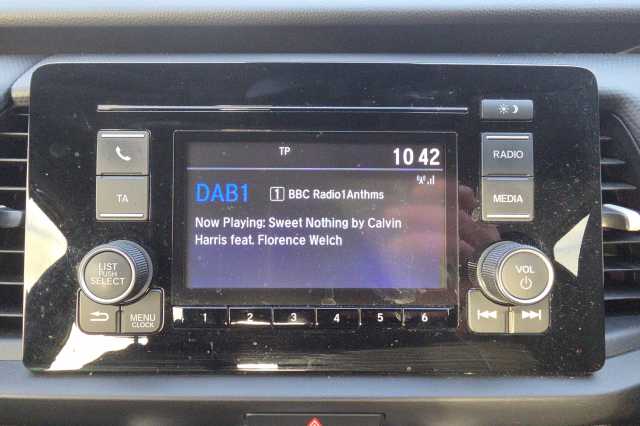 TP
10 42
DAB1 1 BBC Radio1Anthms
Now Playing: Sweet Nothing by Calvin
Harris feat. Florence Welch
TA
RADIO
MEDIA
LIST
PUSH
SELECT
VOL
MENU
CLOCK
1 2 3 4 5 6